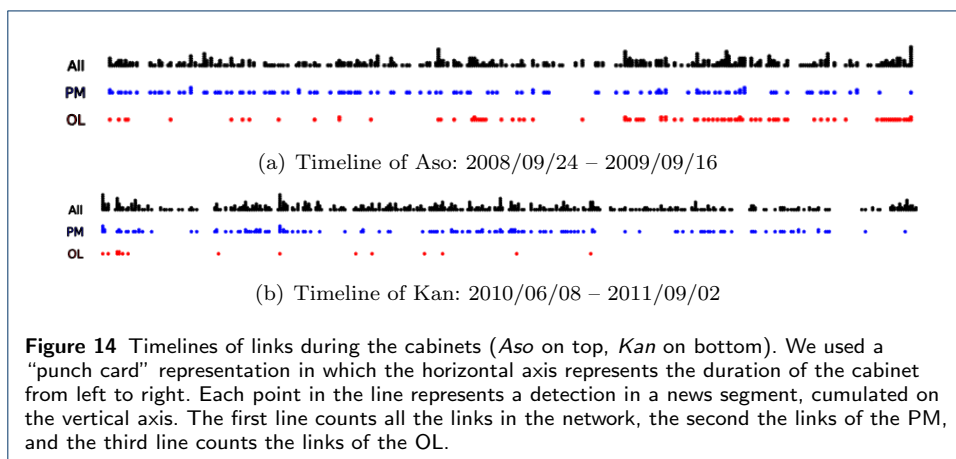 All
PM
OL
(a) Timeline of Aso: 2008/09/24 – 2009/09/16
All
PM
OL
(b) Timeline of Kan: 2010/06/08 – 2011/09/02
Figure 14 Timelines of links during the cabinets (Aso on top, Kan on bottom). We used a
“punch card” representation in which the horizontal axis represents the duration of the cabinet
from left to right. Each point in the line represents a detection in a news segment, cumulated on
the vertical axis. The first line counts all the links in the network, the second the links of the PM,
and the third line counts the links of the OL.